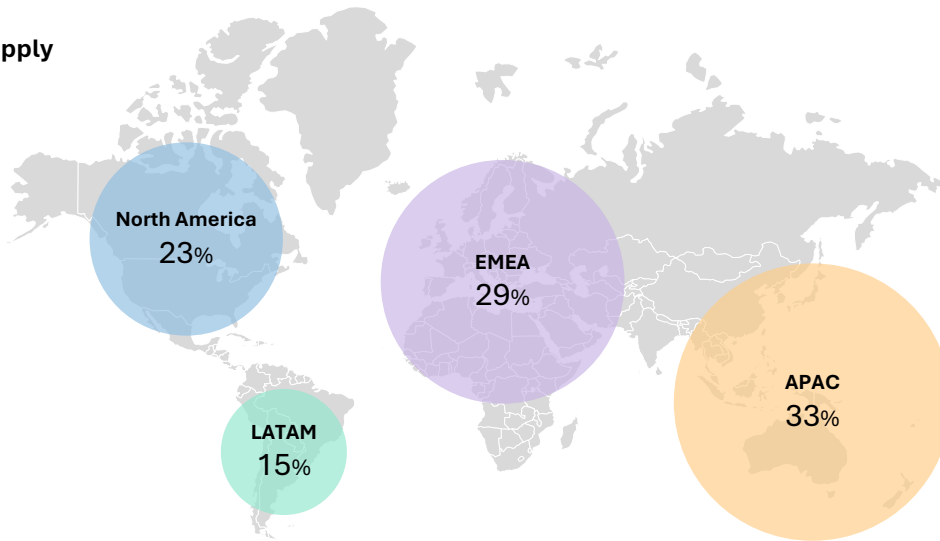 pply
North America
23%
EMEA
29%
APAC
33%
LATAM
15%